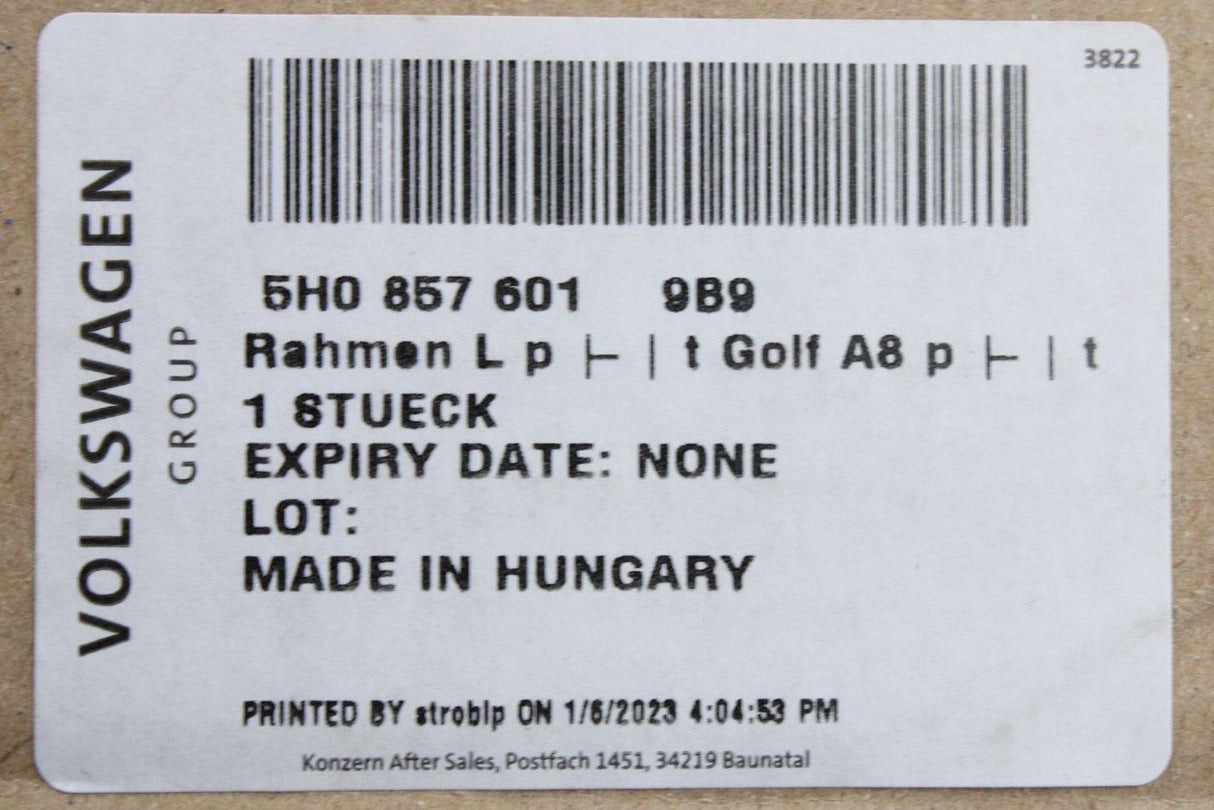 3822
VOLKSWAGEN
GROUP
5H0 857 601 9B9
Rahmen L p ├─ | t Golf A8 p ├─ | t
1 STUECK
EXPIRY DATE: NONE
LOT:
MADE IN HUNGARY
PRINTED BY stroblp ON 1/6/2023 4:04:53 PM
Konzern After Sales, Postfach 1451, 34219 Baunatal